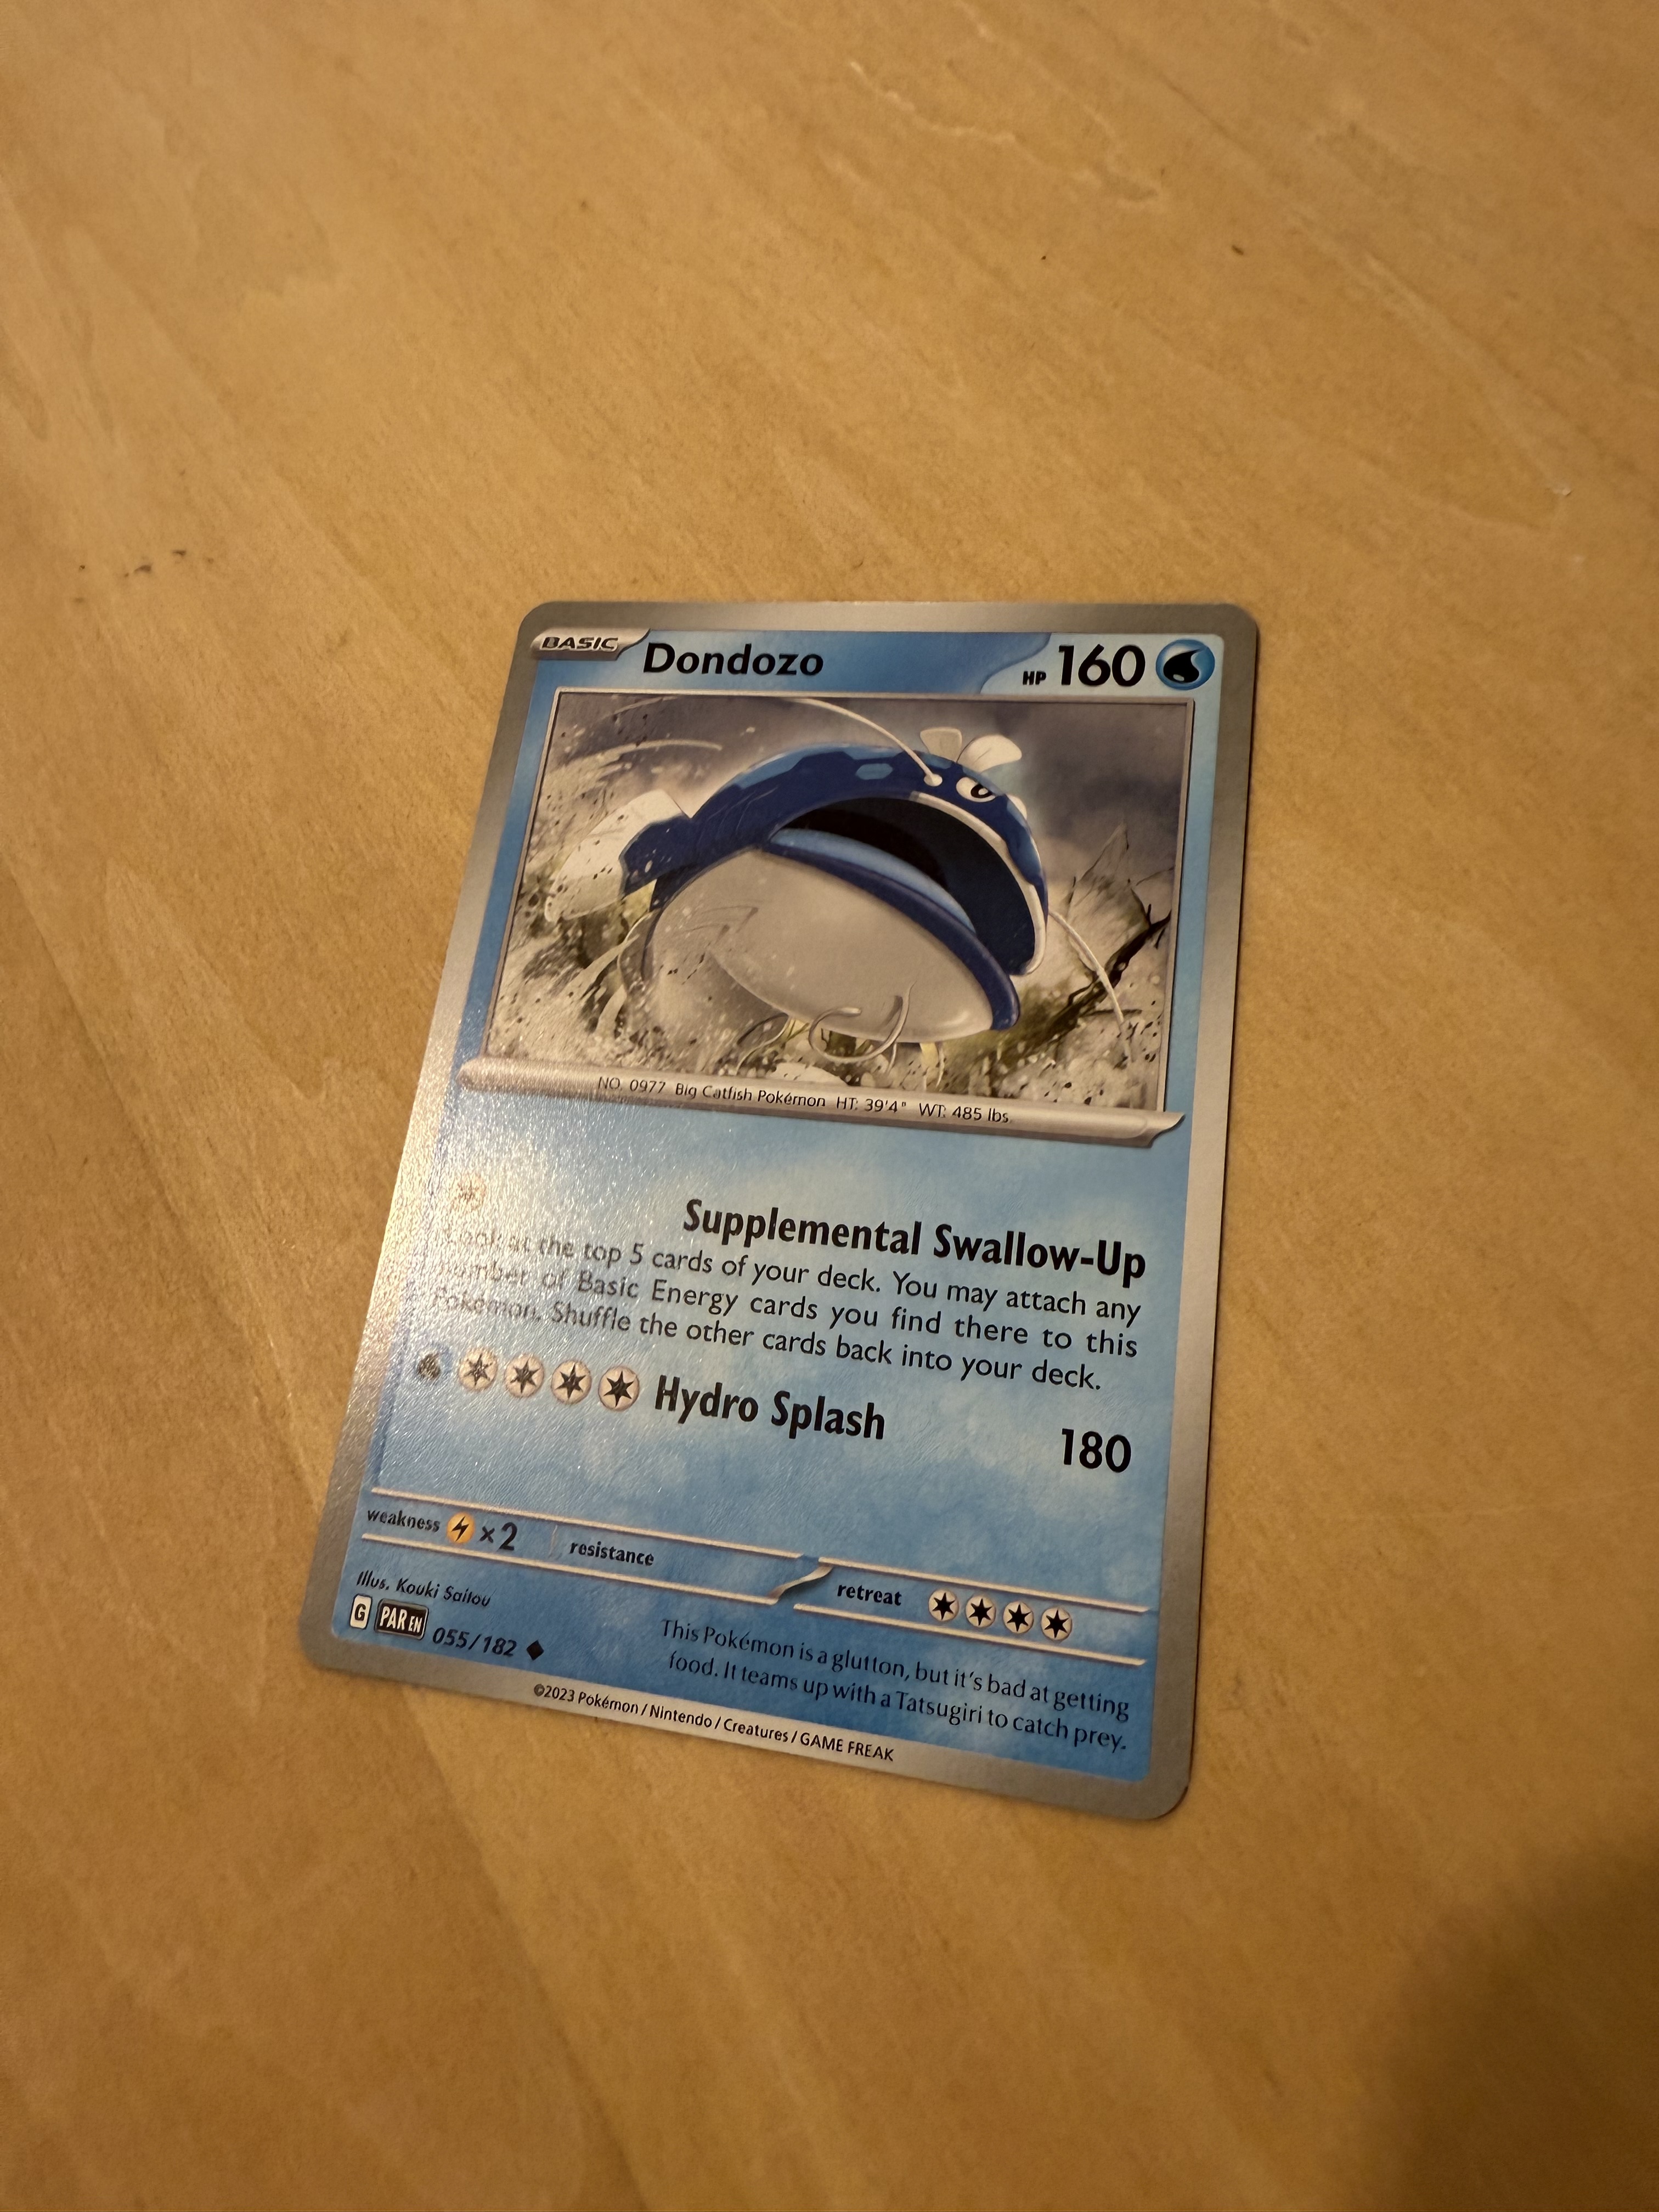 BASIC Dondozo HP 160
NO. 0977 Big Catfish Pokémon HT: 39'4" WT: 485 lbs.
Supplemental Swallow-Up
Look at the top 5 cards of your deck. You may attach any
number of Basic Energy cards you find there to this
Pokémon. Shuffle the other cards back into your deck.
Hydro Splash 180
weakness ×2 resistance retreat
Illus. Kouki Saitou
G PAR EN 055/182
This Pokémon is a glutton, but it's bad at getting
food. It teams up with a Tatsugiri to catch prey.
©2023 Pokémon / Nintendo / Creatures / GAME FREAK